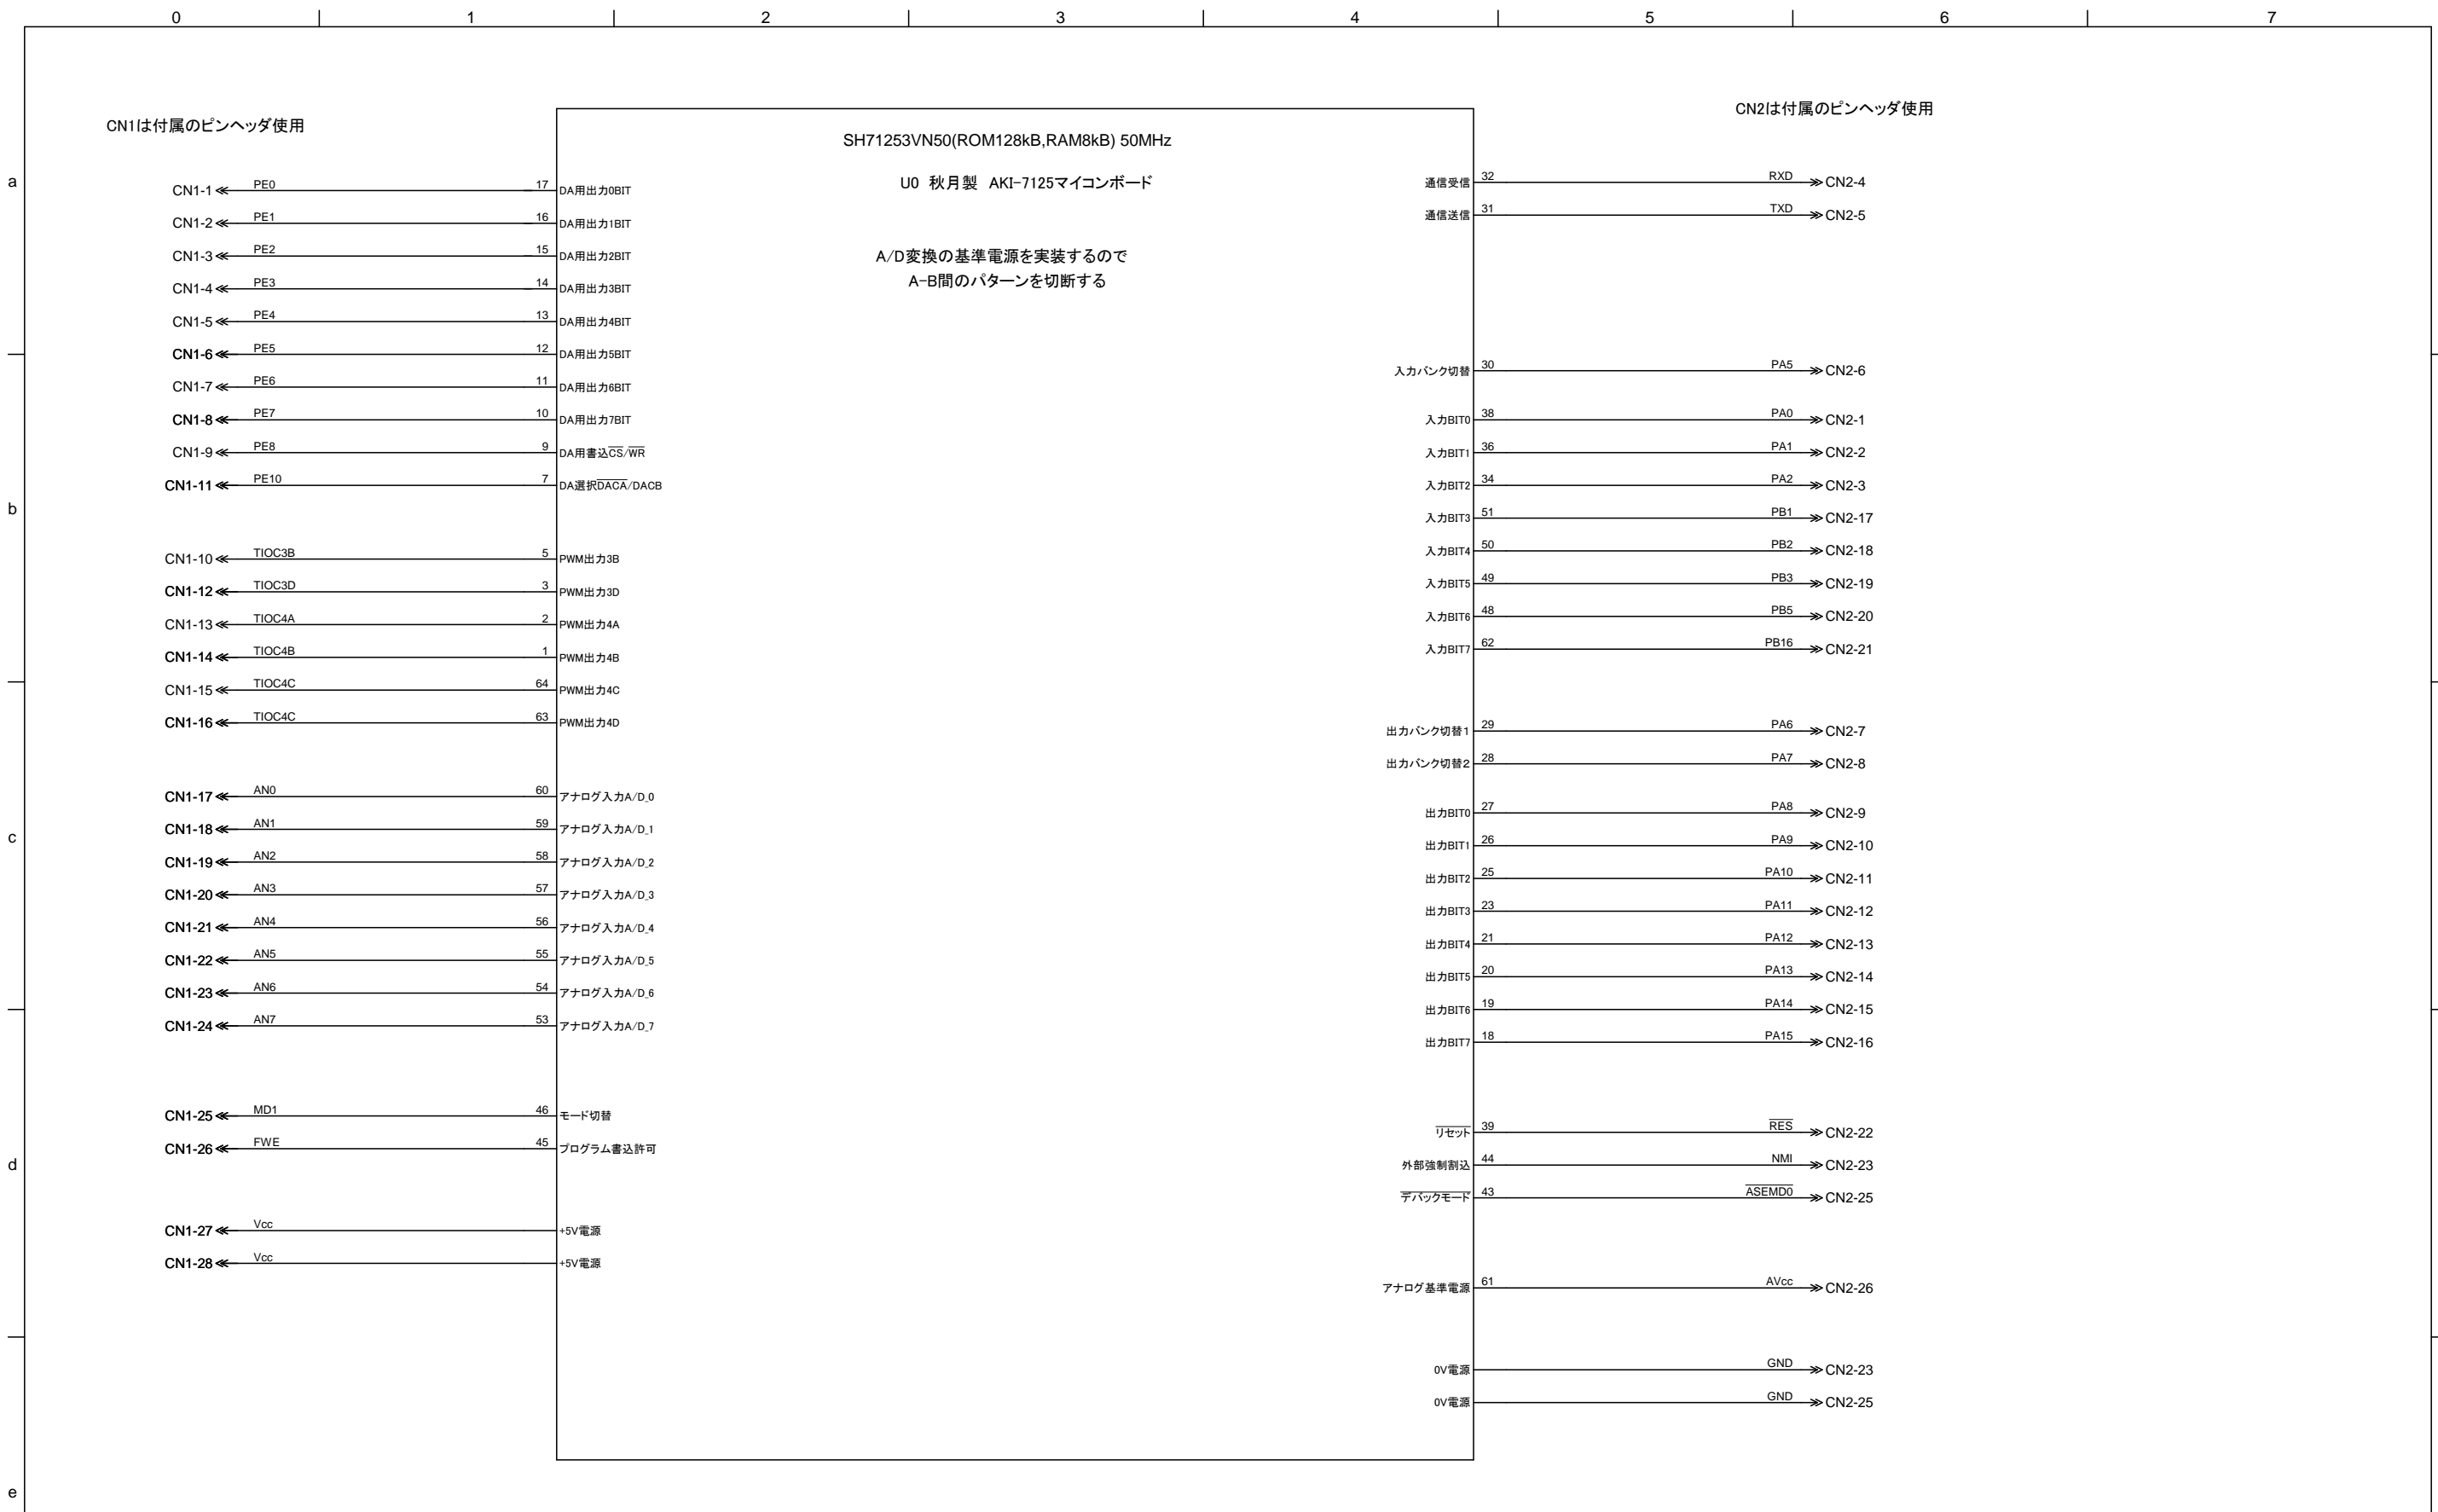 0 1 2 3 4 5 6 7
CN1は付属のピンヘッダ使用
CN2は付属のピンヘッダ使用
SH71253VN50(ROM128kB,RAM8kB) 50MHz
U0 秋月製 AKI-7125マイコンボード
A/D変換の基準電源を実装するので
A-B間のパターンを切断する
a
b
c
d
e
CN1-1 PE0 17 DA用出力0BIT
CN1-2 PE1 16 DA用出力1BIT
CN1-3 PE2 15 DA用出力2BIT
CN1-4 PE3 14 DA用出力3BIT
CN1-5 PE4 13 DA用出力4BIT
CN1-6 PE5 12 DA用出力5BIT
CN1-7 PE6 11 DA用出力6BIT
CN1-8 PE7 10 DA用出力7BIT
CN1-9 PE8 9 DA用書込C̅S̅/W̅R̅
CN1-11 PE10 7 DA選択D̅A̅C̅A̅/DACB
CN1-10 TIOC3B 5 PWM出力3B
CN1-12 TIOC3D 3 PWM出力3D
CN1-13 TIOC4A 2 PWM出力4A
CN1-14 TIOC4B 1 PWM出力4B
CN1-15 TIOC4C 64 PWM出力4C
CN1-16 TIOC4C 63 PWM出力4D
CN1-17 AN0 60 アナログ入力A/D_0
CN1-18 AN1 59 アナログ入力A/D_1
CN1-19 AN2 58 アナログ入力A/D_2
CN1-20 AN3 57 アナログ入力A/D_3
CN1-21 AN4 56 アナログ入力A/D_4
CN1-22 AN5 55 アナログ入力A/D_5
CN1-23 AN6 54 アナログ入力A/D_6
CN1-24 AN7 53 アナログ入力A/D_7
CN1-25 MD1 46 モード切替
CN1-26 FWE 45 プログラム書込許可
CN1-27 Vcc +5V電源
CN1-28 Vcc +5V電源
通信受信 32 RXD CN2-4
通信送信 31 TXD CN2-5
入力バンク切替 30 PA5 CN2-6
入力BIT0 38 PA0 CN2-1
入力BIT1 36 PA1 CN2-2
入力BIT2 34 PA2 CN2-3
入力BIT3 51 PB1 CN2-17
入力BIT4 50 PB2 CN2-18
入力BIT5 49 PB3 CN2-19
入力BIT6 48 PB5 CN2-20
入力BIT7 62 PB16 CN2-21
出力バンク切替1 29 PA6 CN2-7
出力バンク切替2 28 PA7 CN2-8
出力BIT0 27 PA8 CN2-9
出力BIT1 26 PA9 CN2-10
出力BIT2 25 PA10 CN2-11
出力BIT3 23 PA11 CN2-12
出力BIT4 21 PA12 CN2-13
出力BIT5 20 PA13 CN2-14
出力BIT6 19 PA14 CN2-15
出力BIT7 18 PA15 CN2-16
リセット 39 R̅E̅S̅ CN2-22
外部強制割込 44 NMI CN2-23
デバックモード 43 A̅S̅E̅M̅D̅0̅ CN2-25
アナログ基準電源 61 AVcc CN2-26
0V電源 GND CN2-23
0V電源 GND CN2-25